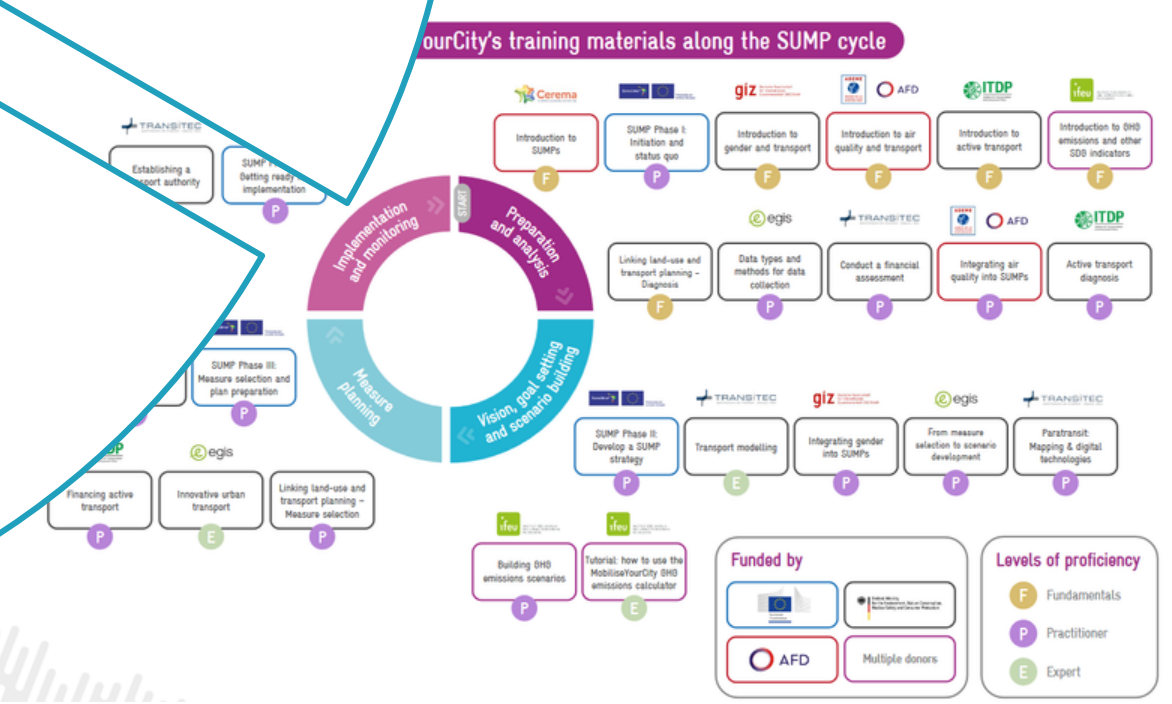 ourCity's training materials along the SUMP cycle
Cerema
giz
ADEME
AFD
ITDP
ifeu
Introduction to
SUMPs
F
SUMP Phase I:
Initiation and
status quo
P
Introduction to
gender and transport
F
Introduction to air
quality and transport
F
Introduction to
active transport
F
Introduction to GHG
emissions and other
SDG indicators
F
TRANSITEC
Establishing a
sport authority
SUMP P
Getting ready
implementation
P
egis
TRANSITEC
ADEME
AFD
ITDP
Linking land-use and
transport planning –
Diagnosis
F
Data types and
methods for data
collection
P
Conduct a financial
assessment
P
Integrating air
quality into SUMPs
P
Active transport
diagnosis
P
START
Preparation
and analysis
Vision, goal setting
and scenario building
Measure
planning
Implementation
and monitoring
SUMP Phase III:
Measure selection and
plan preparation
P
TRANSITEC
giz
egis
TRANSITEC
SUMP Phase II:
Develop a SUMP
strategy
P
Transport modelling
E
Integrating gender
into SUMPs
P
From measure
selection to scenario
development
P
Paratransit:
Mapping & digital
technologies
P
DP
egis
Financing active
transport
P
Innovative urban
transport
E
Linking land-use and
transport planning –
Measure selection
P
ifeu
ifeu
Building GHG
emissions scenarios
P
Tutorial: how to use the
MobiliseYourCity GHG
emissions calculator
E
Funded by
AFD
Multiple donors
Levels of proficiency
F Fundamentals
P Practitioner
E Expert